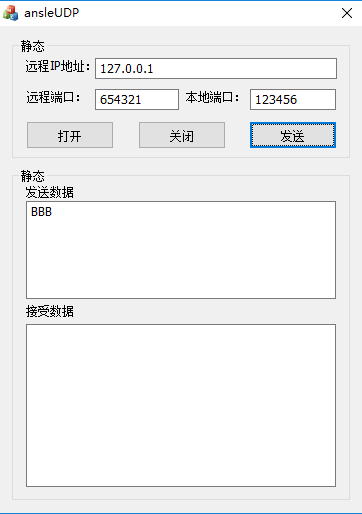 ansleUDP
静态
远程IP地址: 127.0.0.1
远程端口: 654321 本地端口: 123456
打开 关闭 发送
静态
发送数据
BBB
接受数据